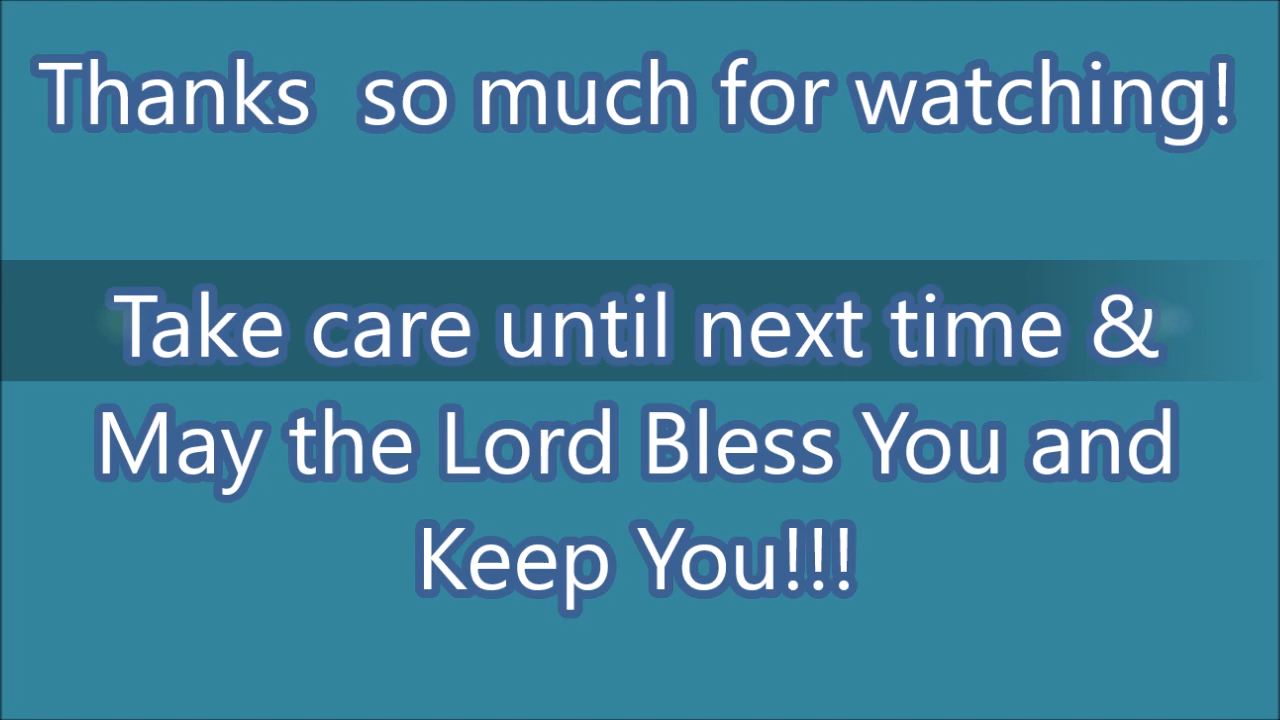 Thanks  so much for watching!
Take care until next time &
May the Lord Bless You and
Keep You!!!